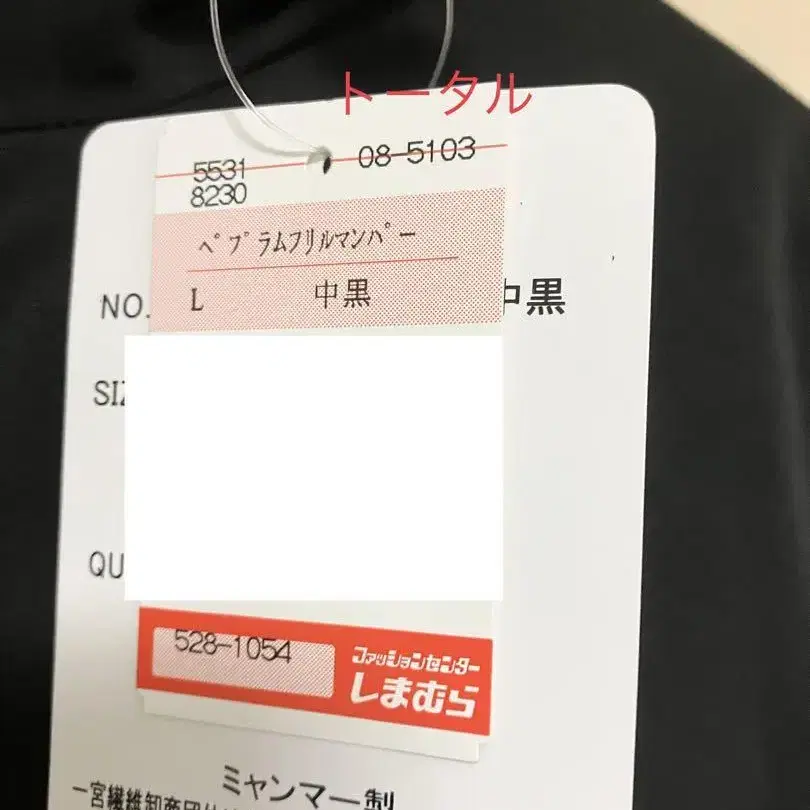 トータル
5531 08-5103
8230
ペプラムフリルマンパー
L 中黒
NO. 中黒
528-1054
ファッションセンター
しまむら
ミャンマー製